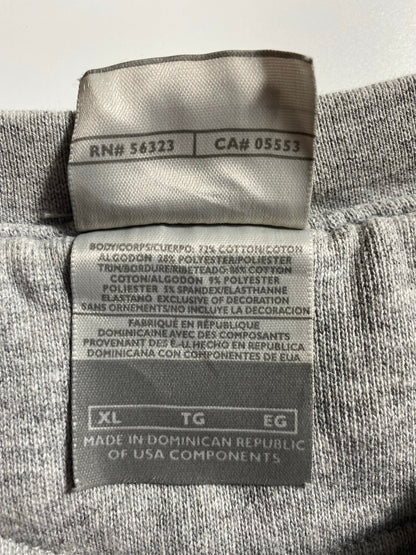 RN# 56323 | CA# 05553
BODY/CORPS/CUERPO: 72% COTTON/COTON
ALGODON 28% POLYESTER/POLIESTER
TRIM/BORDURE/RIBETEADO: 86% COTTON
COTON/ALGODON 9% POLYESTER
POLIESTER 5% SPANDEX/ELASTHANNE
ELASTANO EXCLUSIVE OF DECORATION
SANS ORNEMENTS/NO INCLUYE LA DECORACIÓN
FABRIQUÉ EN RÉPUBLIQUE
DOMINICAINE AVEC DES COMPOSANTS
PROVENANT DES E.-U. HECHO EN REPUBLICA
DOMINICANA CON COMPONENTES DE EUA
XL TG EG
MADE IN DOMINICAN REPUBLIC
OF USA COMPONENTS